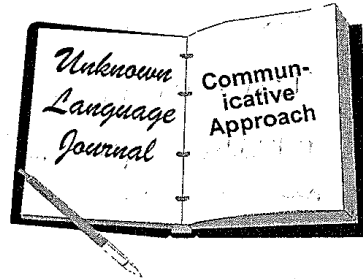 Unknown
Language
Journal
Commun-
icative
Approach